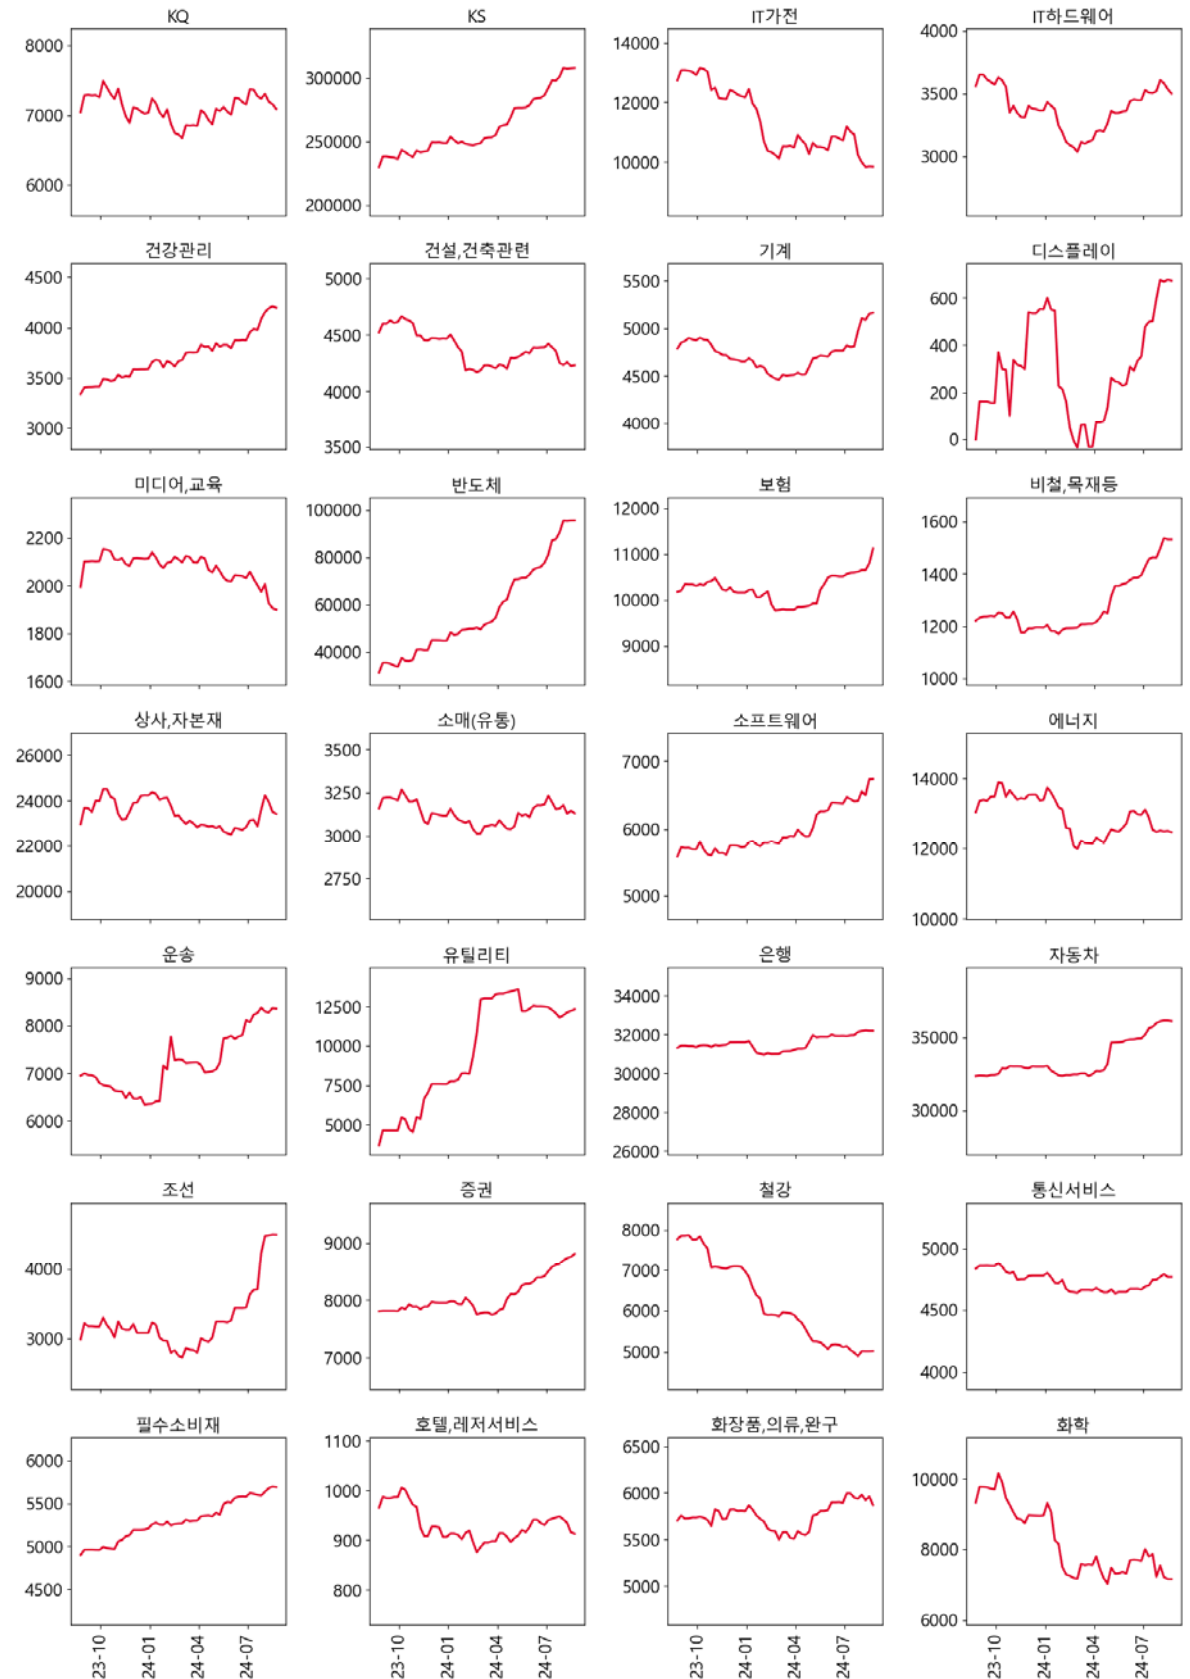 KQ KS IT가전 IT하드웨어
8000 7000 6000
300000 250000 200000
14000 12000 10000
4000 3500 3000
건강관리 건설,건축관련 기계 디스플레이
4500 4000 3500 3000
5000 4500 4000 3500
5500 5000 4500 4000
600 400 200 0
미디어,교육 반도체 보험 비철,목재등
2200 2000 1800 1600
100000 80000 60000 40000
12000 11000 10000 9000
1600 1400 1200 1000
상사,자본재 소매(유통) 소프트웨어 에너지
26000 24000 22000 20000
3500 3250 3000 2750
7000 6000 5000
14000 12000 10000
운송 유틸리티 은행 자동차
9000 8000 7000 6000
12500 10000 7500 5000
34000 32000 30000 28000 26000
35000 30000
조선 증권 철강 통신서비스
4000 3000
9000 8000 7000
8000 7000 6000 5000
5000 4500 4000
필수소비재 호텔,레저서비스 화장품,의류,완구 화학
6000 5500 5000 4500
1100 1000 900 800
6500 6000 5500 5000
10000 8000 6000
23-10 24-01 24-04 24-07 23-10 24-01 24-04 24-07 23-10 24-01 24-04 24-07 23-10 24-01 24-04 24-07